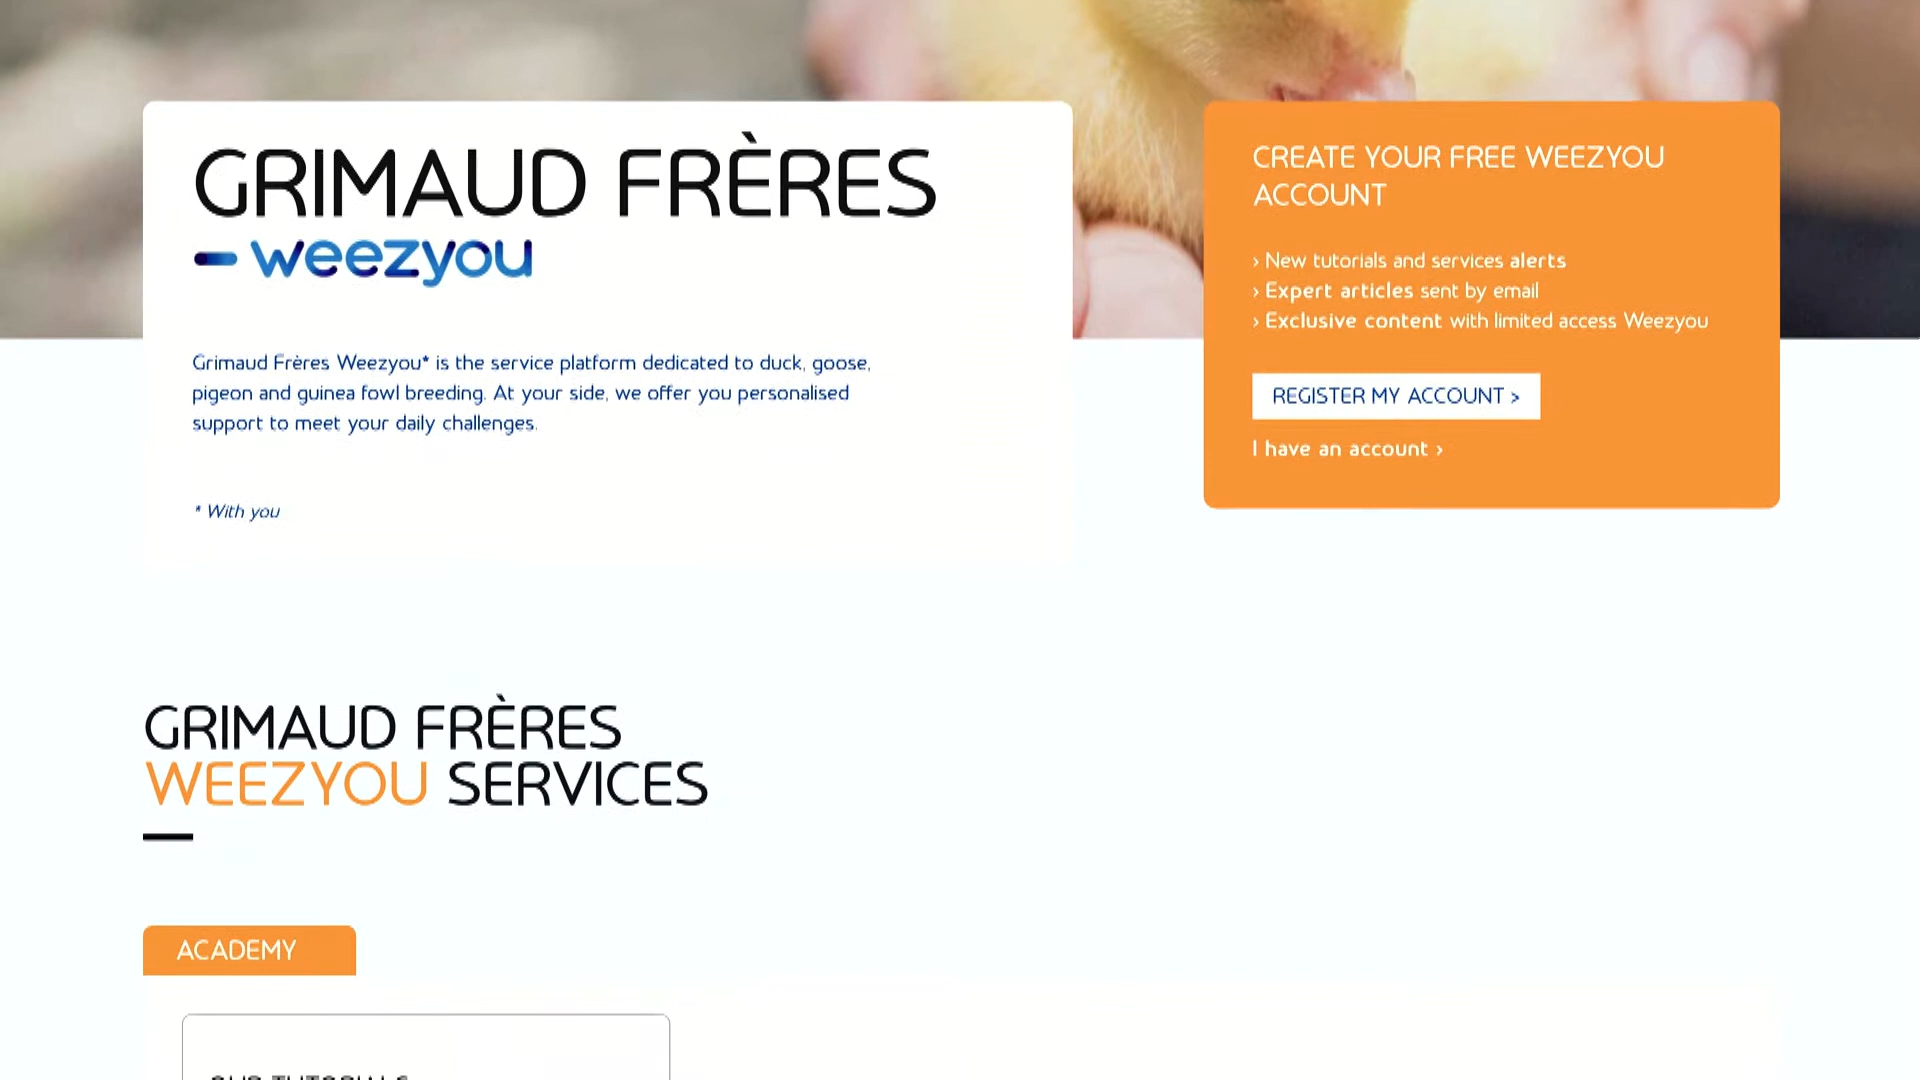 GRIMAUD FRÈRES
weezyou
Grimaud Frères Weezyou* is the service platform dedicated to duck, goose,
pigeon and guinea fowl breeding. At your side, we offer you personalised
support to meet your daily challenges.
* With you
CREATE YOUR FREE WEEZYOU
ACCOUNT
› New tutorials and services alerts
› Expert articles sent by email
› Exclusive content with limited access Weezyou
REGISTER MY ACCOUNT >
I have an account ›
GRIMAUD FRÈRES
WEEZYOU SERVICES
ACADEMY
OUR TUTORIALS